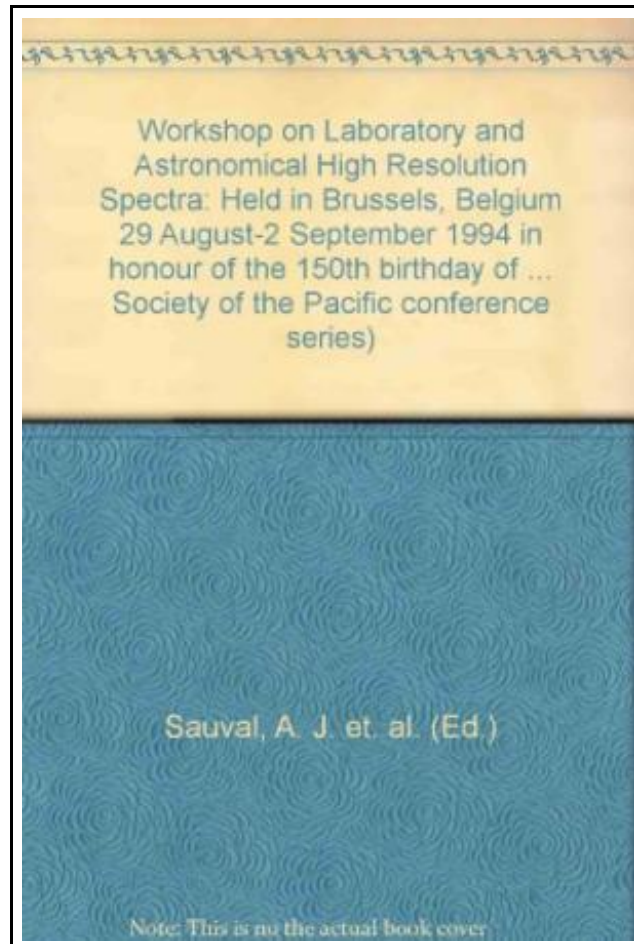 Workshop on Laboratory and
Astronomical High Resolution
Spectra: Held in Brussels, Belgium
29 August-2 September 1994 in
honour of the 150th birthday of ...
Society of the Pacific conference
series)
Sauval, A. J. et. al. (Ed.)
Note: This is no the actual book cover